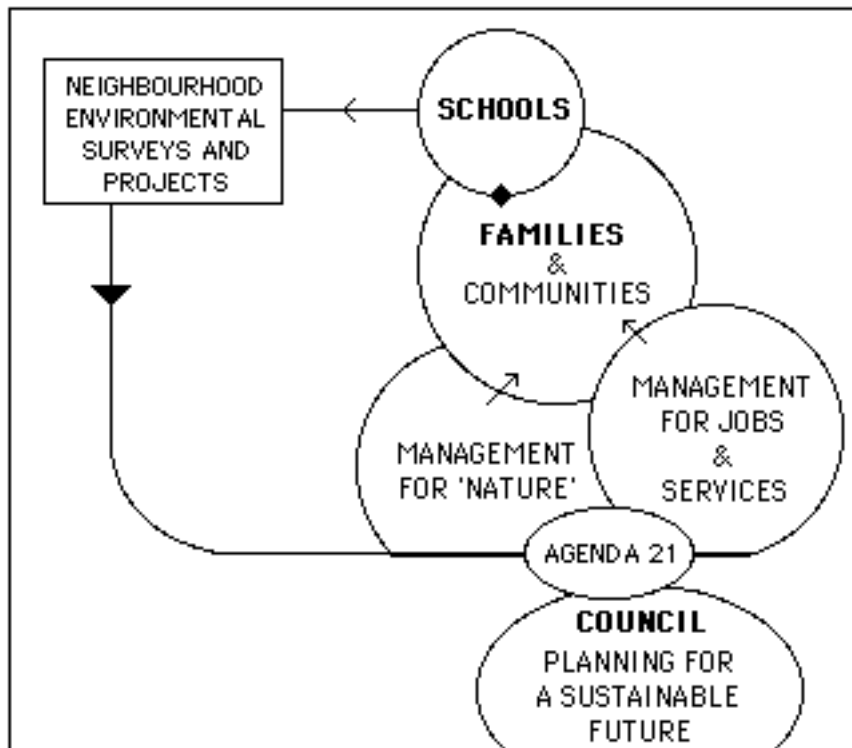 NEIGHBOURHOOD
ENVIRONMENTAL
SURVEYS AND
PROJECTS
SCHOOLS
FAMILIES
&
COMMUNITIES
MANAGEMENT
FOR 'NATURE'
MANAGEMENT
FOR JOBS
&
SERVICES
AGENDA 21
COUNCIL
PLANNING FOR
A SUSTAINABLE
FUTURE